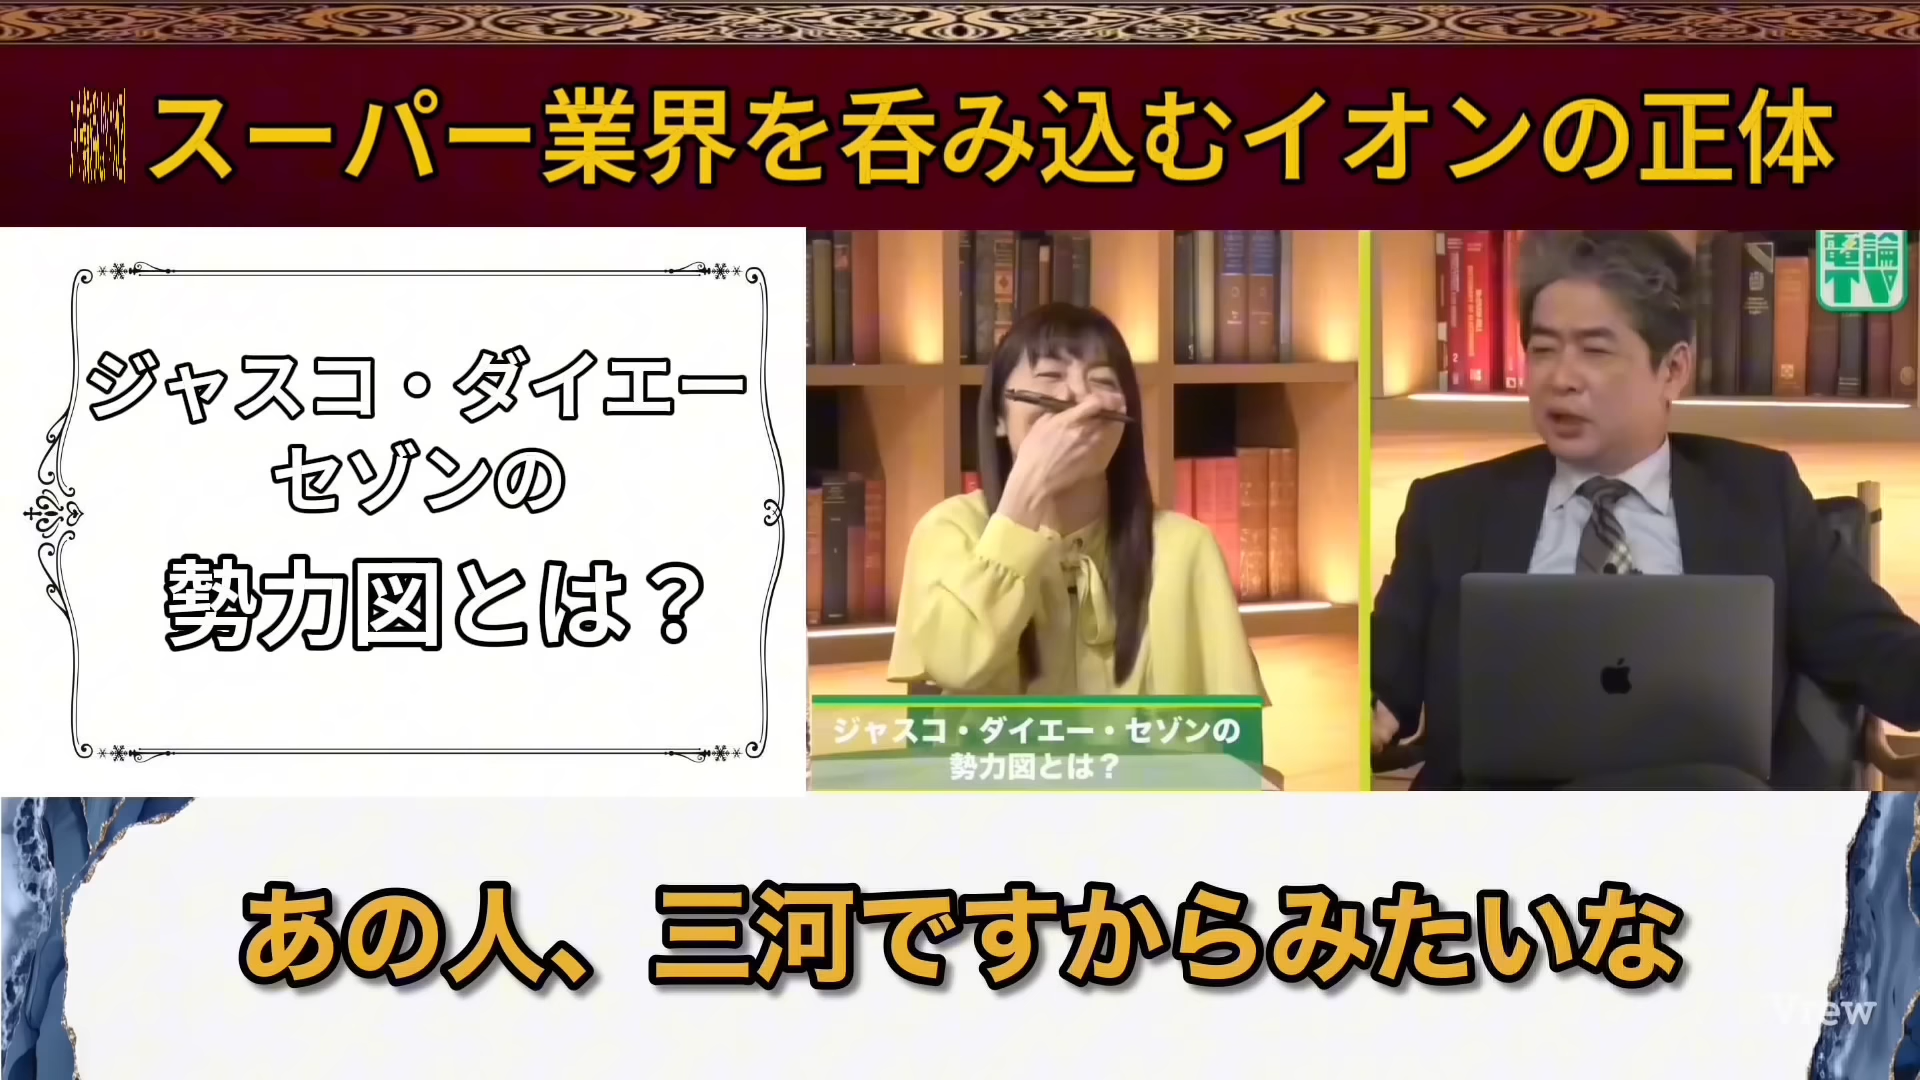 スーパー業界を呑み込むイオンの正体
ジャスコ・ダイエー
セゾンの
勢力図とは？
電論
TV
ジャスコ・ダイエー・セゾンの
勢力図とは？
あの人、三河ですからみたいな
View